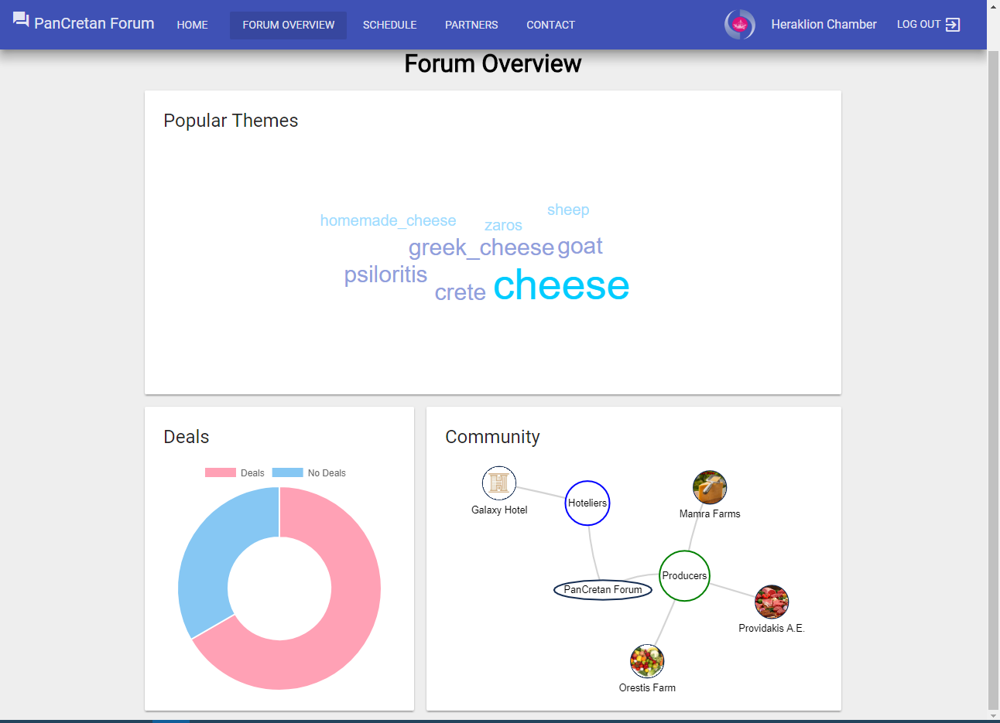 PanCretan Forum HOME FORUM OVERVIEW SCHEDULE PARTNERS CONTACT Heraklion Chamber LOG OUT
Forum Overview
Popular Themes
sheep
homemade_cheese zaros
greek_cheese goat
psiloritis
crete cheese
Deals
Deals No Deals
Community
Galaxy Hotel
Hoteliers
Mamra Farms
Producers
PanCretan Forum
Providakis A.E.
Orestis Farm